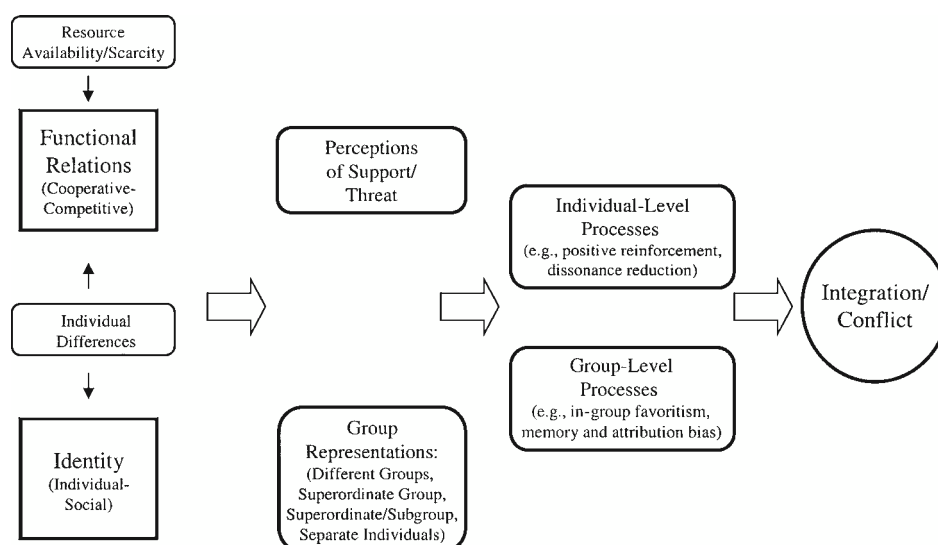 Resource
Availability/Scarcity
Functional
Relations
(Cooperative-
Competitive)
Individual
Differences
Identity
(Individual-
Social)
Perceptions
of Support/
Threat
Group
Representations:
(Different Groups,
Superordinate Group,
Superordinate/Subgroup,
Separate Individuals)
Individual-Level
Processes
(e.g., positive reinforcement,
dissonance reduction)
Group-Level
Processes
(e.g., in-group favoritism,
memory and attribution bias)
Integration/
Conflict